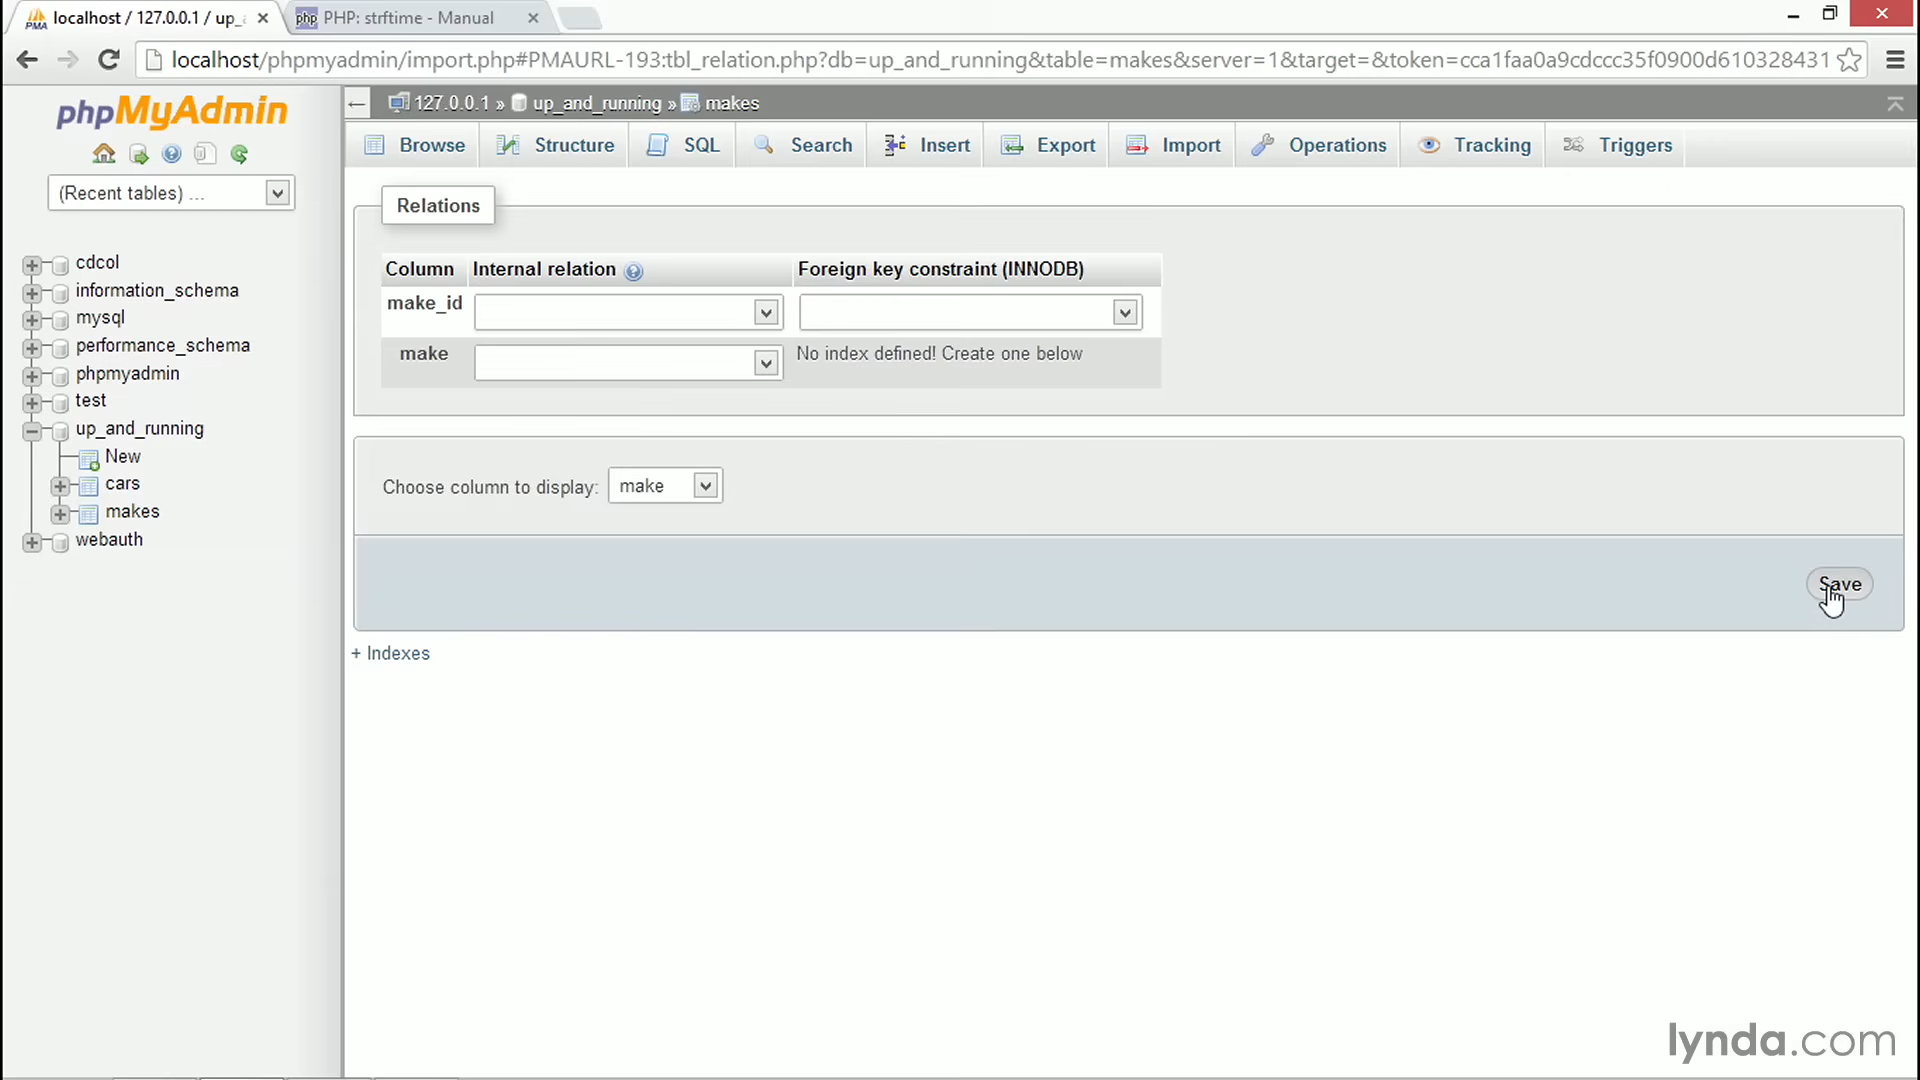 localhost / 127.0.0.1 / up_
PHP: strftime - Manual
localhost/phpmyadmin/import.php#PMAURL-193:tbl_relation.php?db=up_and_running&table=makes&server=1&target=&token=cca1faa0a9cdccc35f0900d610328431
phpMyAdmin
127.0.0.1 » up_and_running » makes
Browse Structure SQL Search Insert Export Import Operations Tracking Triggers
(Recent tables) ...
cdcol
information_schema
mysql
performance_schema
phpmyadmin
test
up_and_running
New
cars
makes
webauth
Relations
Column Internal relation Foreign key constraint (INNODB)
make_id
make No index defined! Create one below
Choose column to display: make
Save
+ Indexes
lynda.com